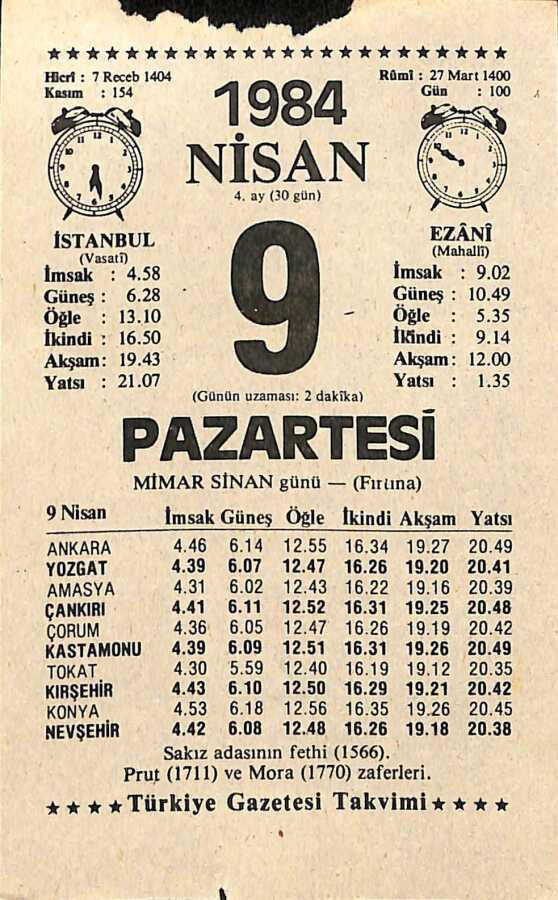 ★★★★★★★★★★★★★★★★★★★★★★★★
Hicrî : 7 Receb 1404
Kasım : 154
1984
NİSAN
4. ay (30 gün)
Rûmî : 27 Mart 1400
Gün : 100
İSTANBUL
(Vasatî)
İmsak : 4.58
Güneş : 6.28
Öğle : 13.10
İkindi : 16.50
Akşam: 19.43
Yatsı : 21.07
9
(Günün uzaması: 2 dakîka)
EZÂNÎ
(Mahallî)
İmsak : 9.02
Güneş : 10.49
Öğle : 5.35
İkindi : 9.14
Akşam: 12.00
Yatsı : 1.35
PAZARTESİ
MİMAR SİNAN günü — (Fırtına)
9 Nisan İmsak Güneş Öğle İkindi Akşam Yatsı
ANKARA 4.46 6.14 12.55 16.34 19.27 20.49
YOZGAT 4.39 6.07 12.47 16.26 19.20 20.41
AMASYA 4.31 6.02 12.43 16.22 19.16 20.39
ÇANKIRI 4.41 6.11 12.52 16.31 19.25 20.48
ÇORUM 4.36 6.05 12.47 16.26 19.19 20.42
KASTAMONU 4.39 6.09 12.51 16.31 19.26 20.49
TOKAT 4.30 5.59 12.40 16.19 19.12 20.35
KIRŞEHİR 4.43 6.10 12.50 16.29 19.21 20.42
KONYA 4.53 6.18 12.56 16.35 19.26 20.45
NEVŞEHİR 4.42 6.08 12.48 16.26 19.18 20.38
Sakız adasının fethi (1566).
Prut (1711) ve Mora (1770) zaferleri.
★★★★Türkiye Gazetesi Takvimi★★★★